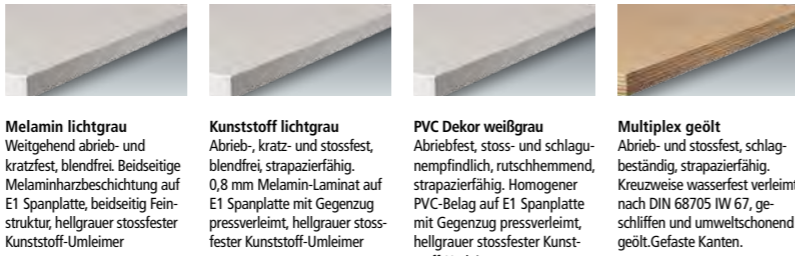 Melamin lichtgrau
Weitgehend abrieb- und
kratzfest, blendfrei. Beidseitige
Melaminharzbeschichtung auf
E1 Spanplatte, beidseitig Fein-
struktur, hellgrauer stossfester
Kunststoff-Umleimer
Kunststoff lichtgrau
Abrieb-, kratz- und stossfest,
blendfrei, strapazierfähig.
0,8 mm Melamin-Laminat auf
E1 Spanplatte mit Gegenzug
pressverleimt, hellgrauer stoss-
fester Kunststoff-Umleimer
PVC Dekor weißgrau
Abriebfest, stoss- und schlagu-
nempfindlich, rutschhemmend,
strapazierfähig. Homogener
PVC-Belag auf E1 Spanplatte
mit Gegenzug pressverleimt,
hellgrauer stossfester Kunst-
Multiplex geölt
Abrieb- und stossfest, schlag-
beständig, strapazierfähig.
Kreuzweise wasserfest verleimt
nach DIN 68705 IW 67, ge-
schliffen und umweltschonend
geölt.Gefaste Kanten.